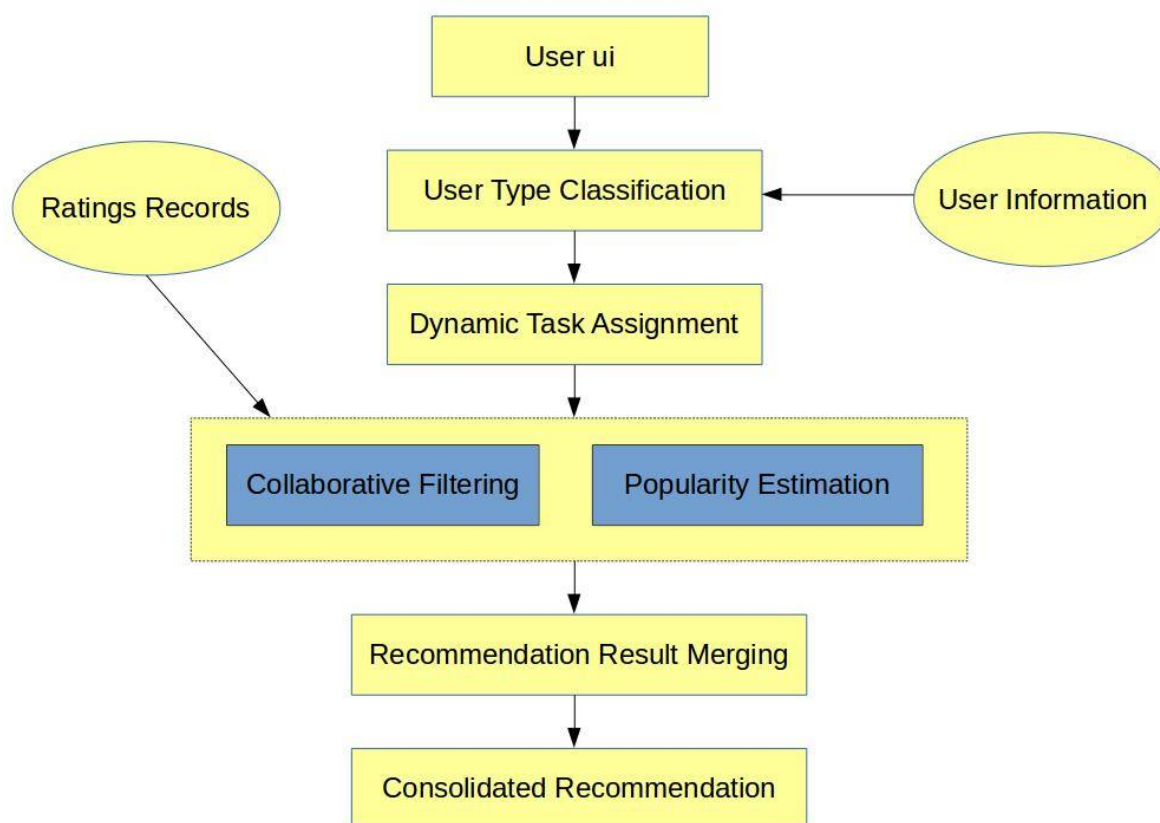 User ui
User Type Classification
Ratings Records
User Information
Dynamic Task Assignment
Collaborative Filtering
Popularity Estimation
Recommendation Result Merging
Consolidated Recommendation